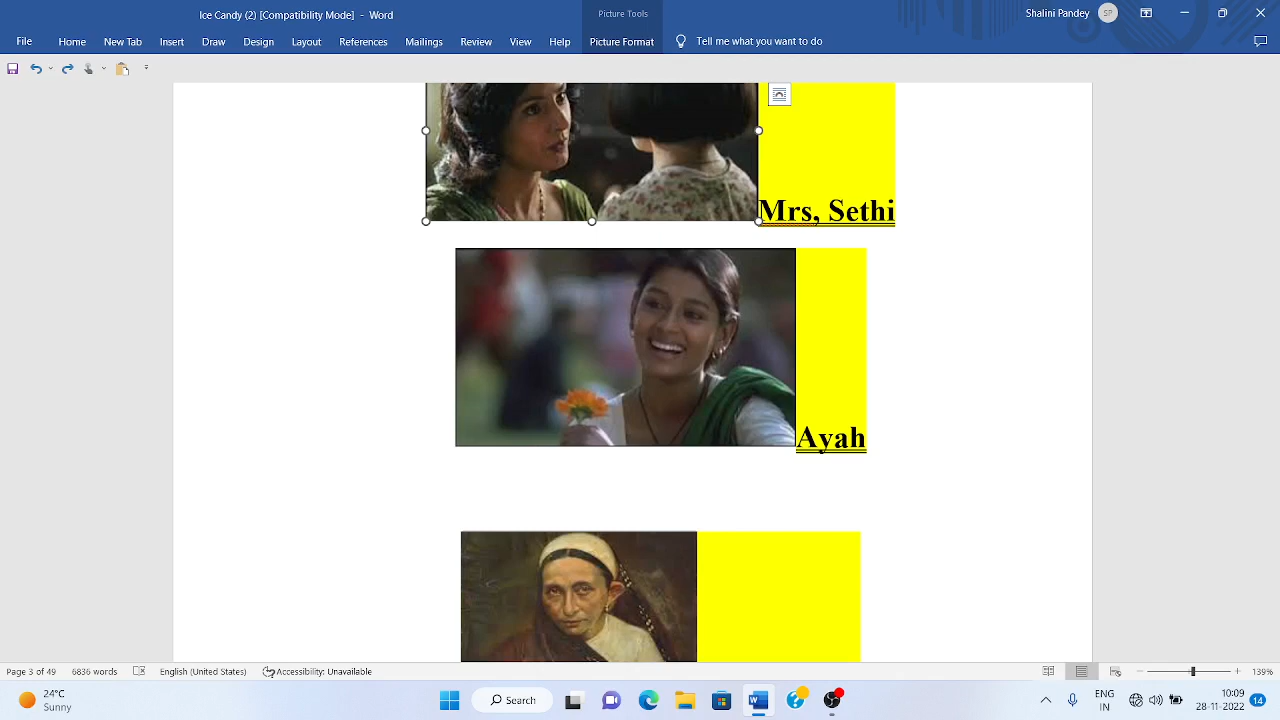 Ice Candy (2) [Compatibility Mode] - Word
Picture Tools
Shalini Pandey
SP
File
Home
New Tab
Insert
Draw
Design
Layout
References
Mailings
Review
View
Help
Picture Format
Tell me what you want to do
Mrs, Sethi
Ayah
Page 3 of 49
6836 words
English (United States)
Accessibility: Unavailable
139%
24°C
Sunny
Search
ENG
IN
10:00
28-11-2022
14